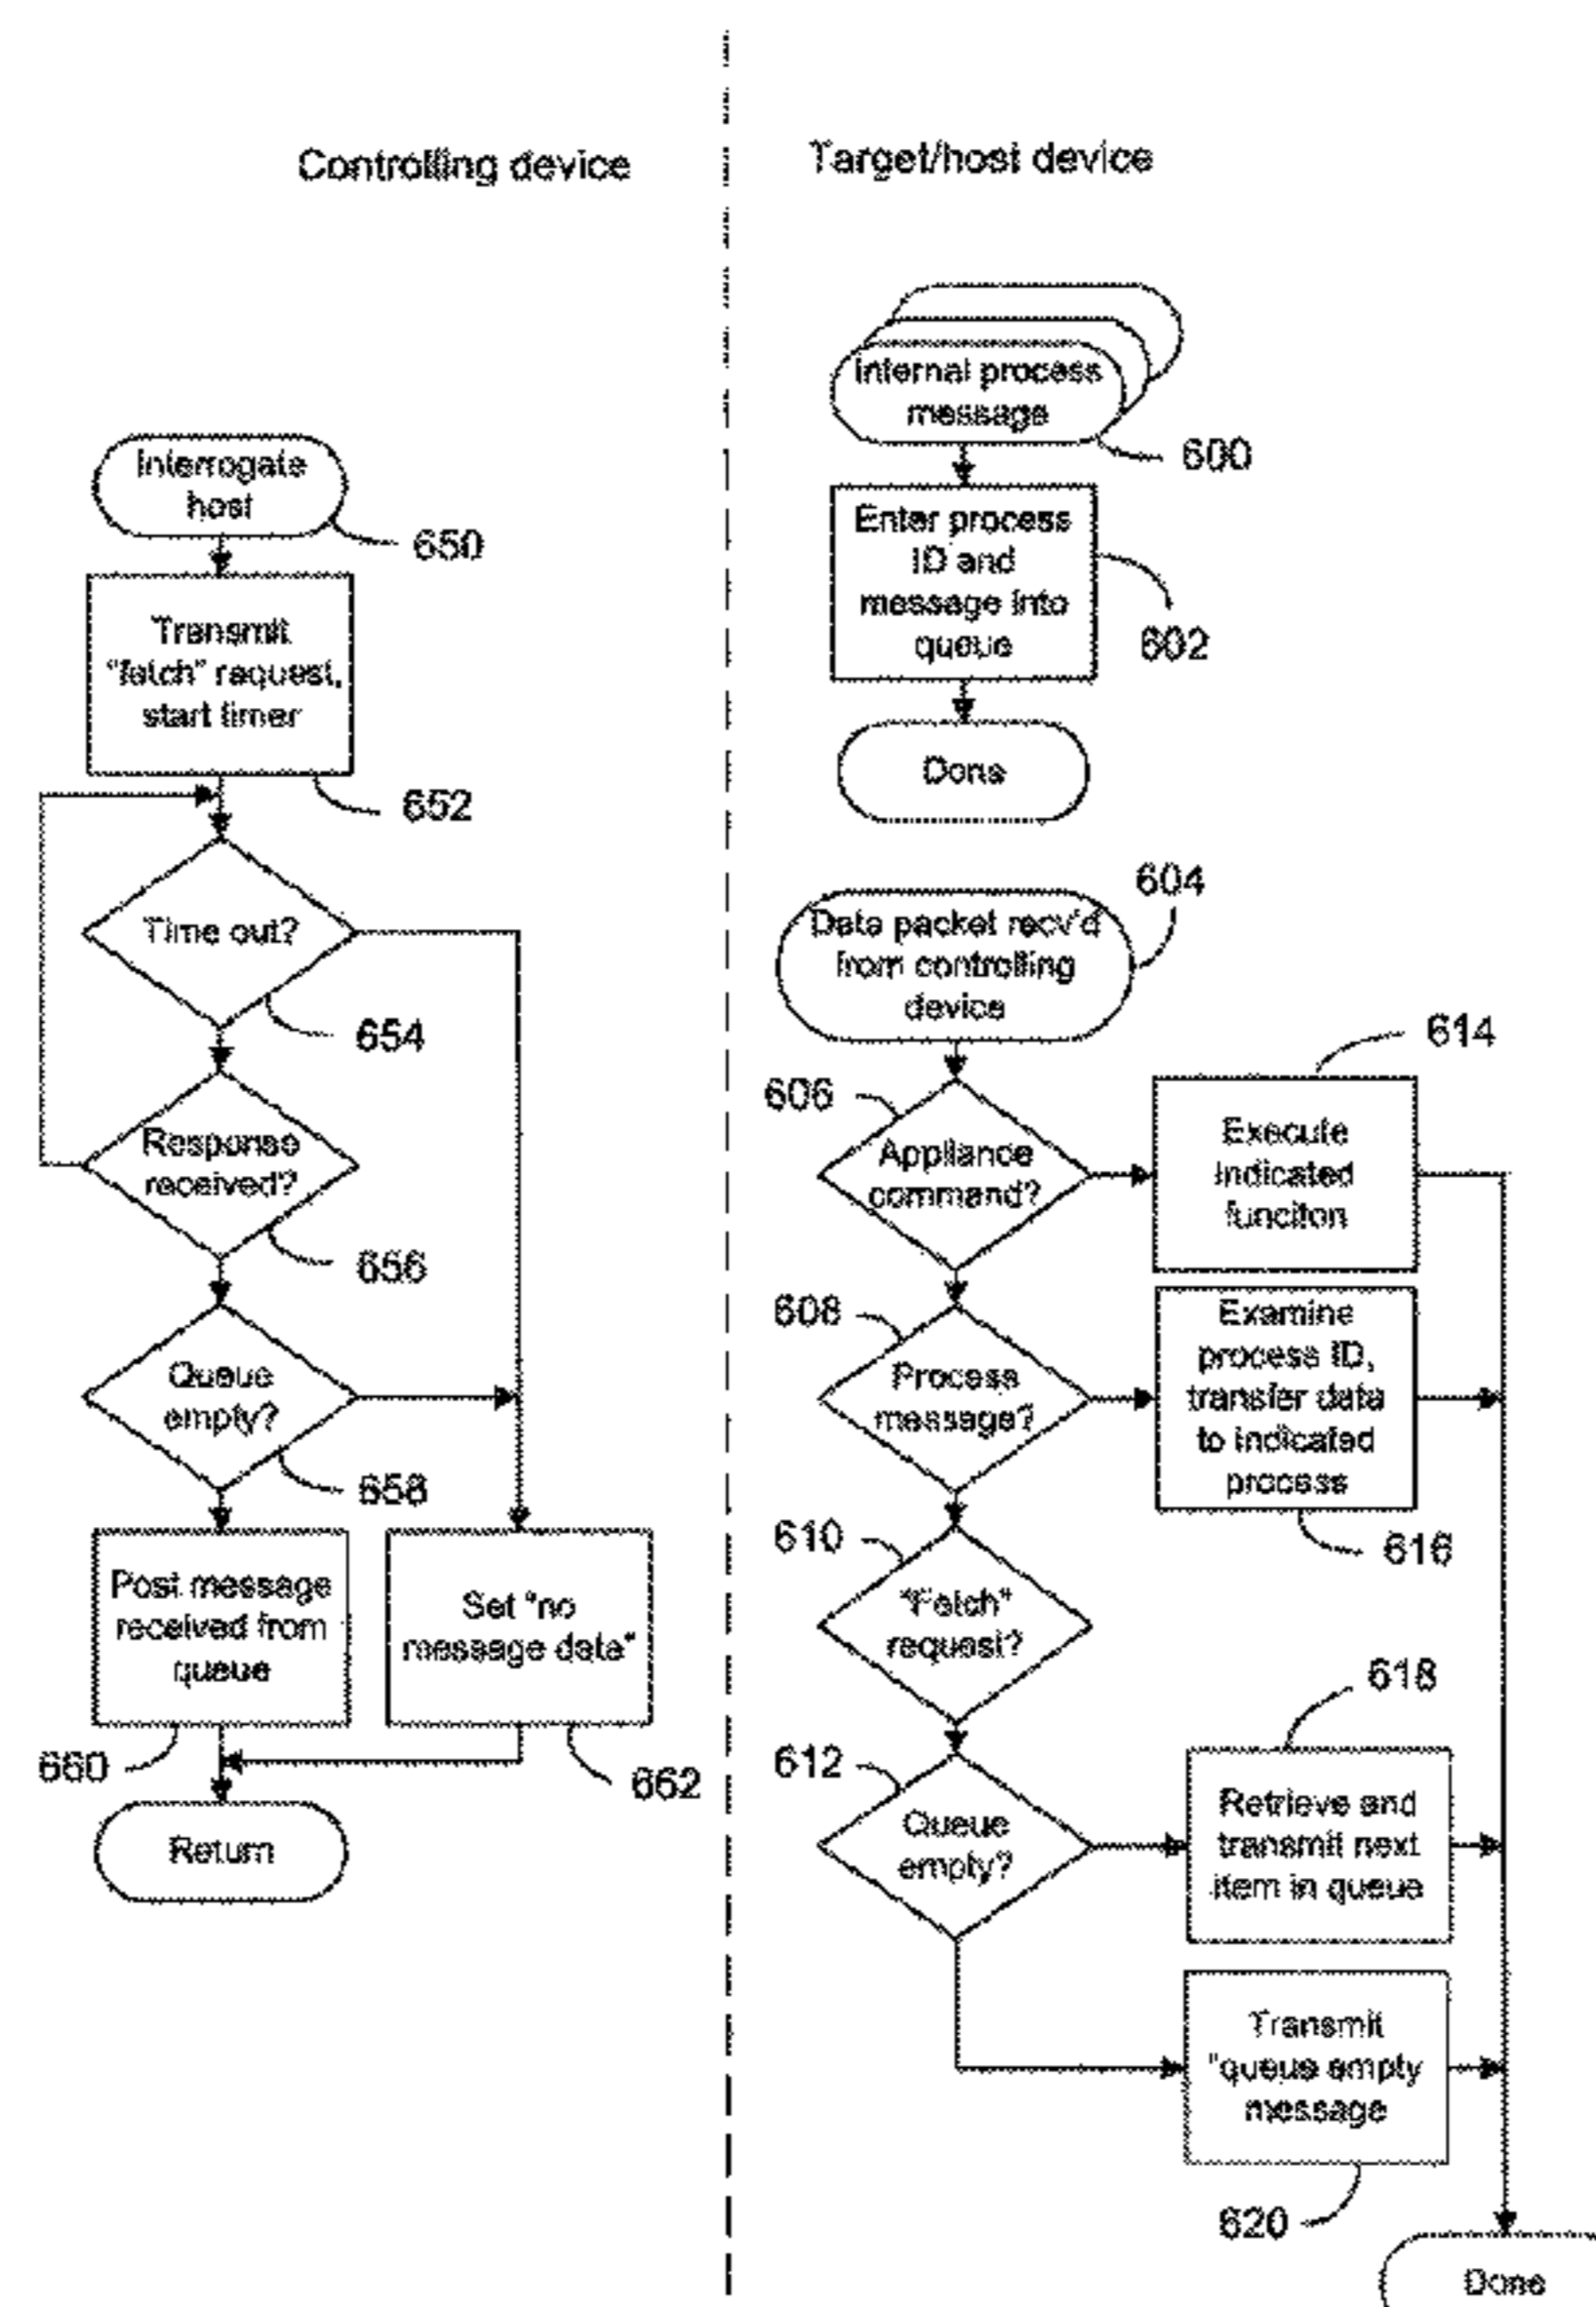 Controlling device
Interrogate
host
650
Transmit
"fetch" request,
start timer
652
Time out?
654
Response
received?
656
Queue
empty?
658
Post message
received from
queue
660
Set "no
message data"
662
Return
Target/host device
Internal process
message
600
Enter process
ID and
message into
queue
602
Done
604
Data packet recv'd
from controlling
device
606
Appliance
command?
614
Execute
indicated
funciton
608
Process
message?
Examine
process ID,
transfer data
to indicated
process
616
610
"Fetch"
request?
612
Queue
empty?
618
Retrieve and
transmit next
item in queue
Transmit
"queue empty
message
620
Done